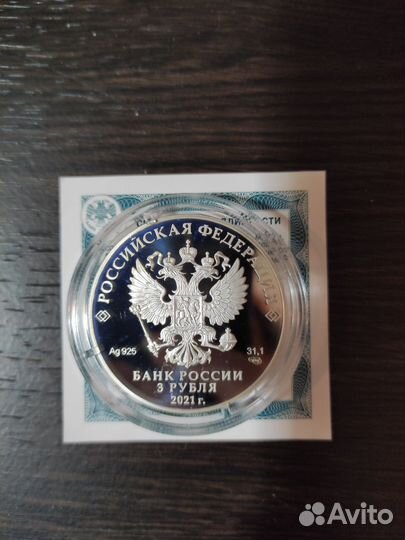 РОССИЙСКАЯ ФЕДЕРАЦИЯ
Ag 925
31,1
БАНК РОССИИ
3 РУБЛЯ
2021 г.
Avito